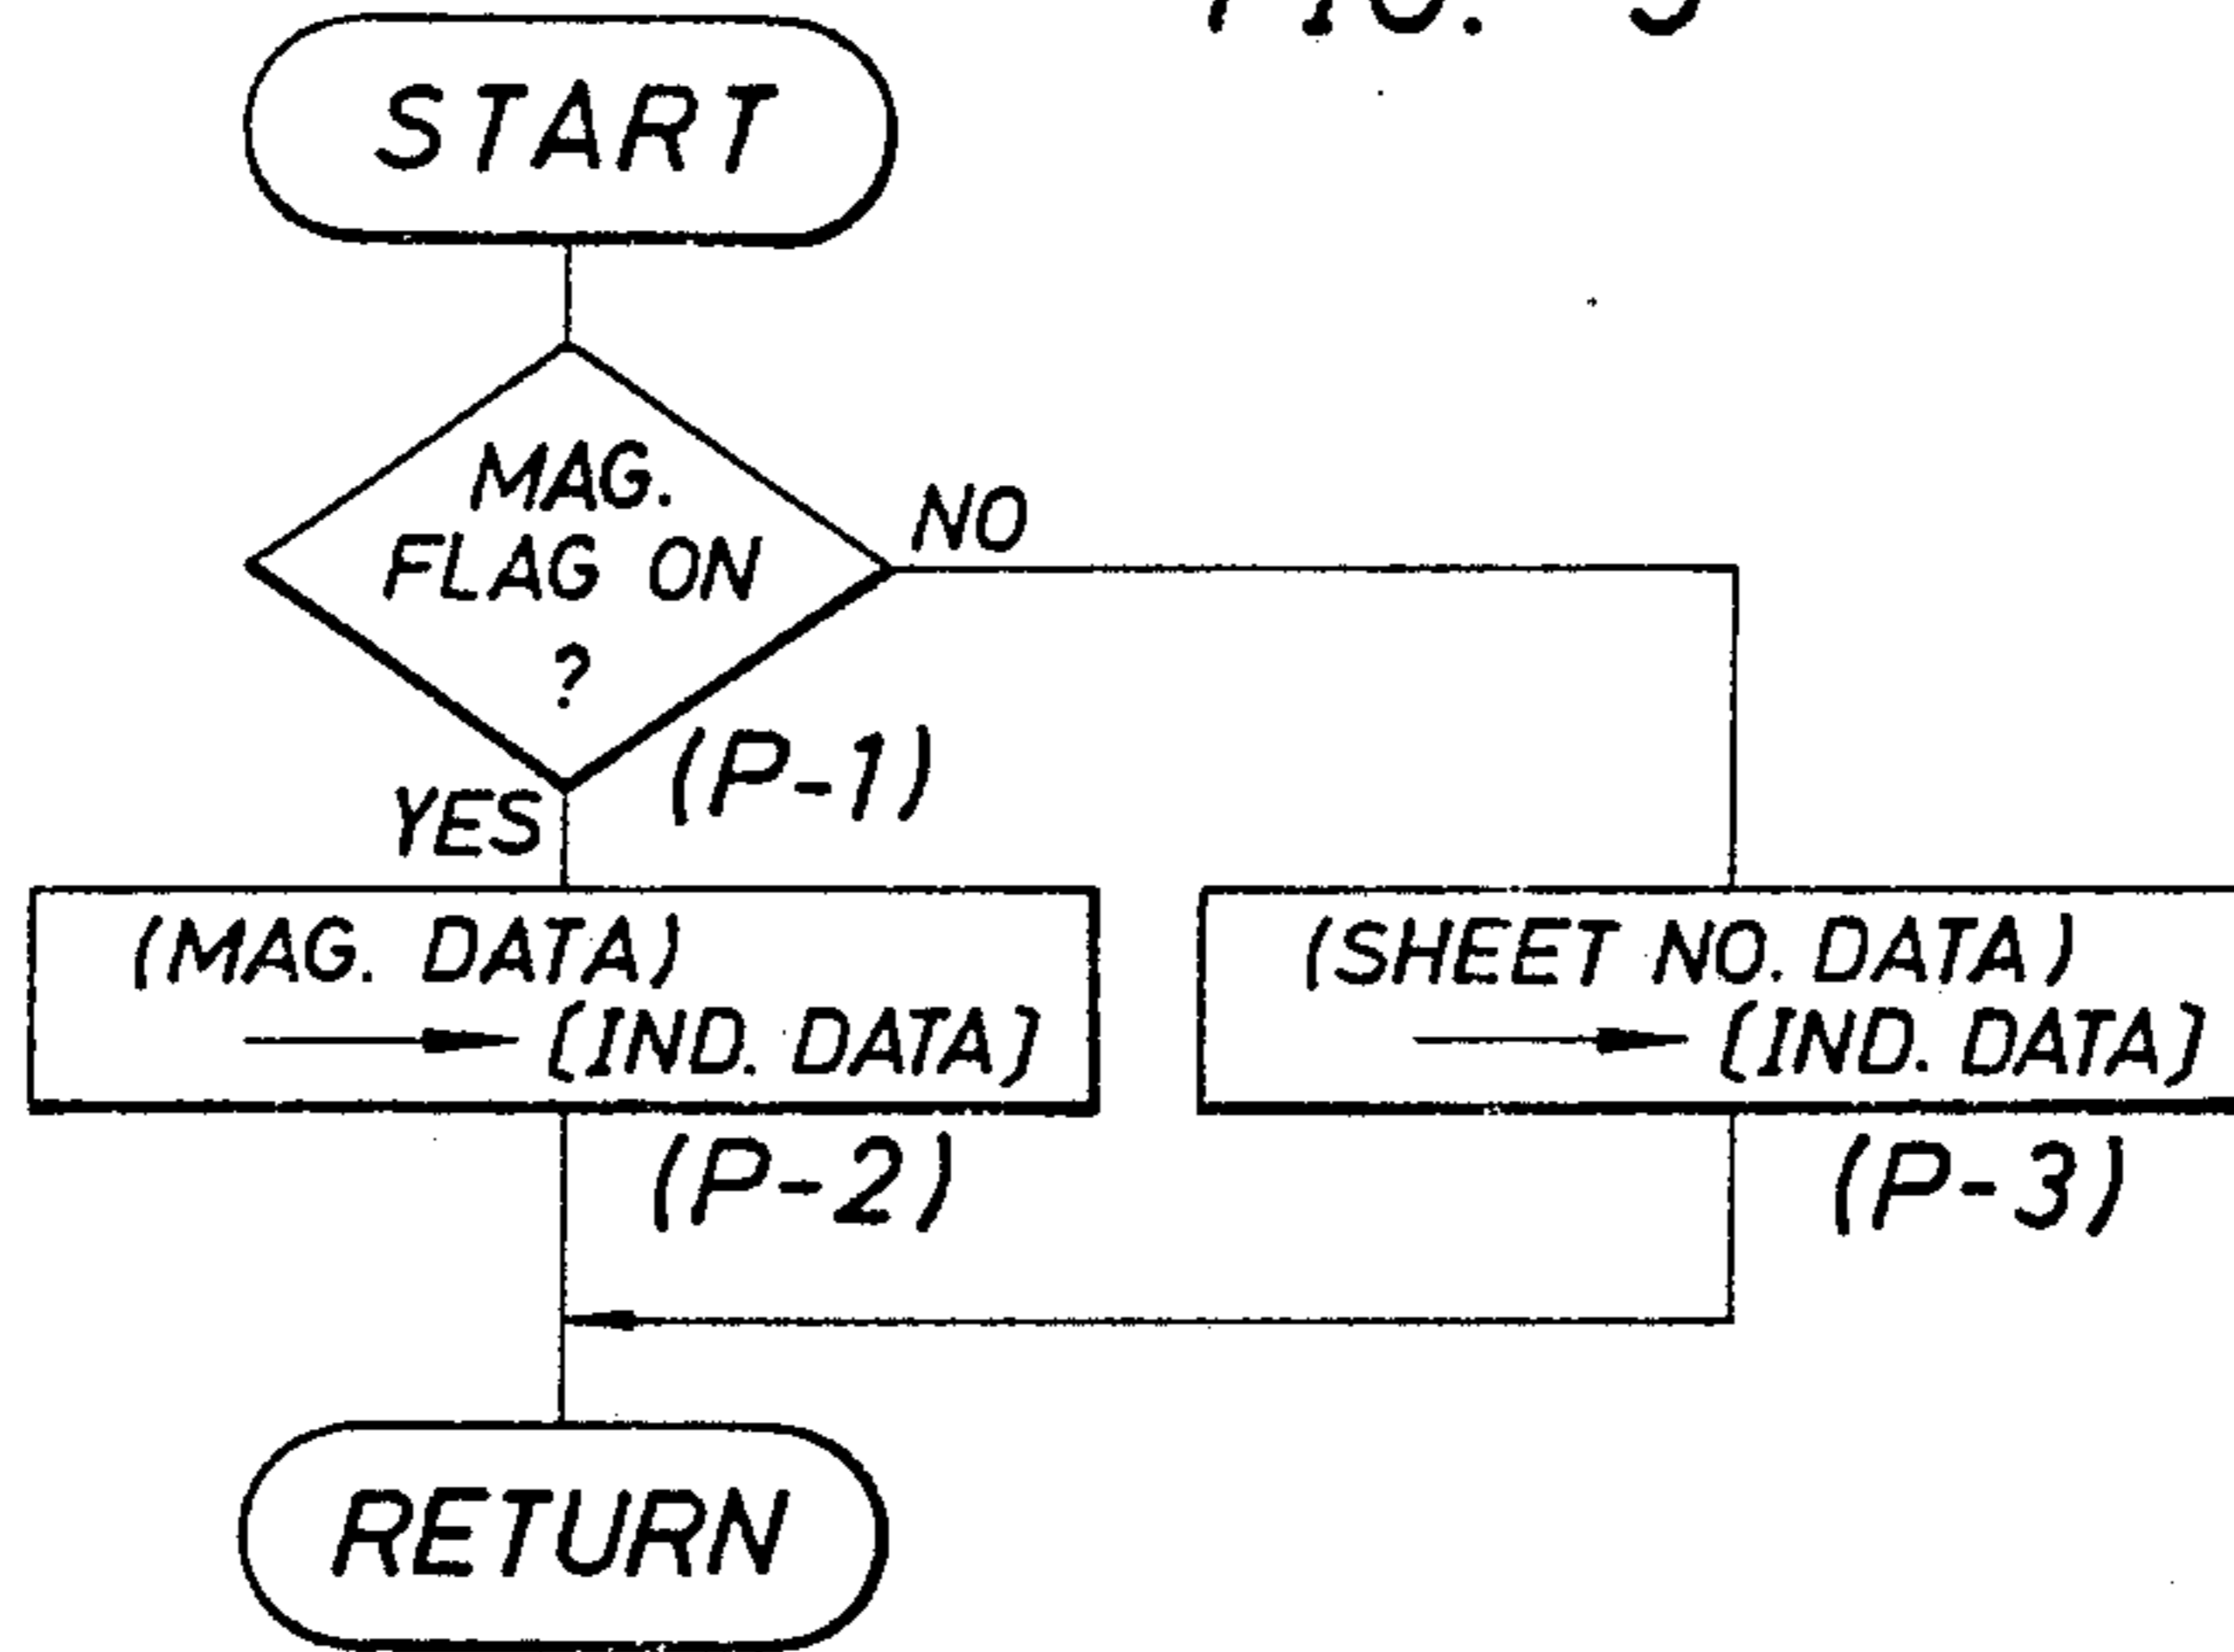 START
MAG.
FLAG ON
?
NO
(P-1)
YES
(MAG. DATA)
(IND. DATA)
(SHEET NO. DATA)
(IND. DATA)
(P-2)
(P-3)
RETURN